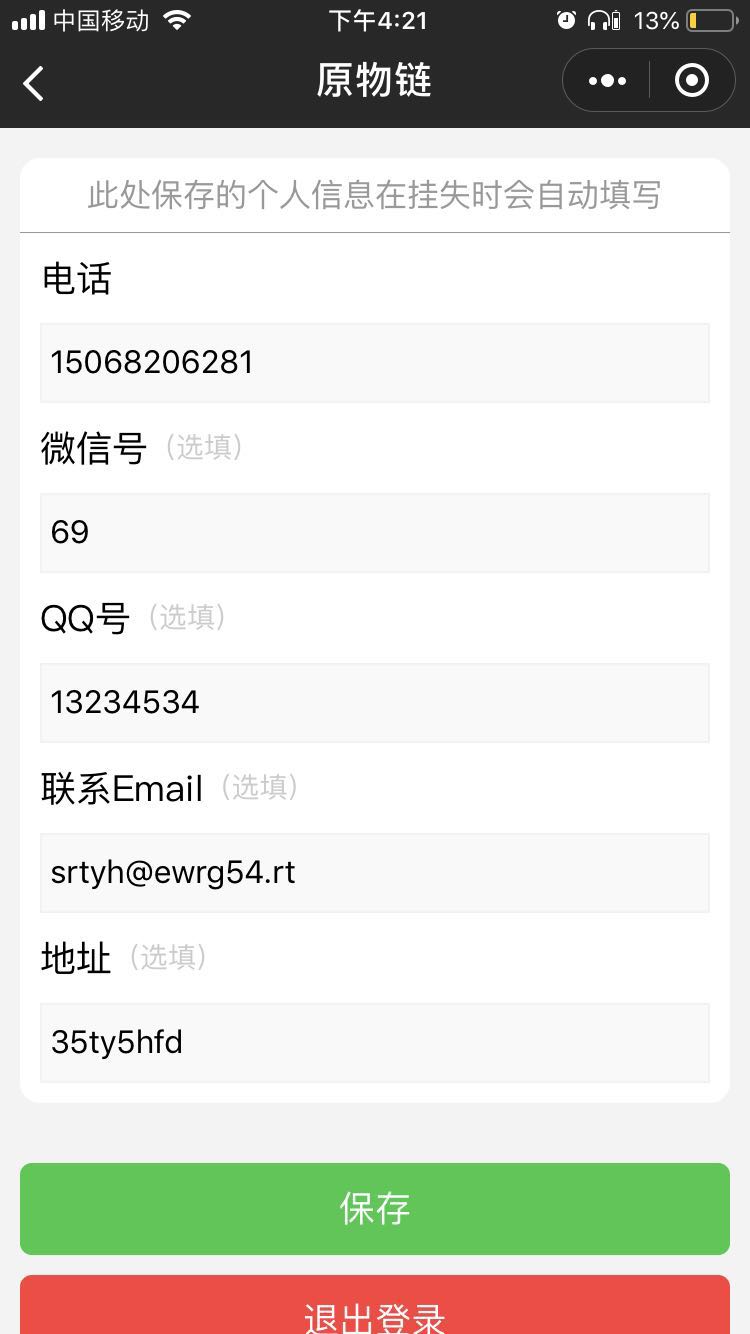 中国移动 下午4:21 13%
原物链
此处保存的个人信息在挂失时会自动填写
电话
15068206281
微信号（选填）
69
QQ号（选填）
13234534
联系Email（选填）
srtyh@ewrg54.rt
地址（选填）
35ty5hfd
保存
退出登录